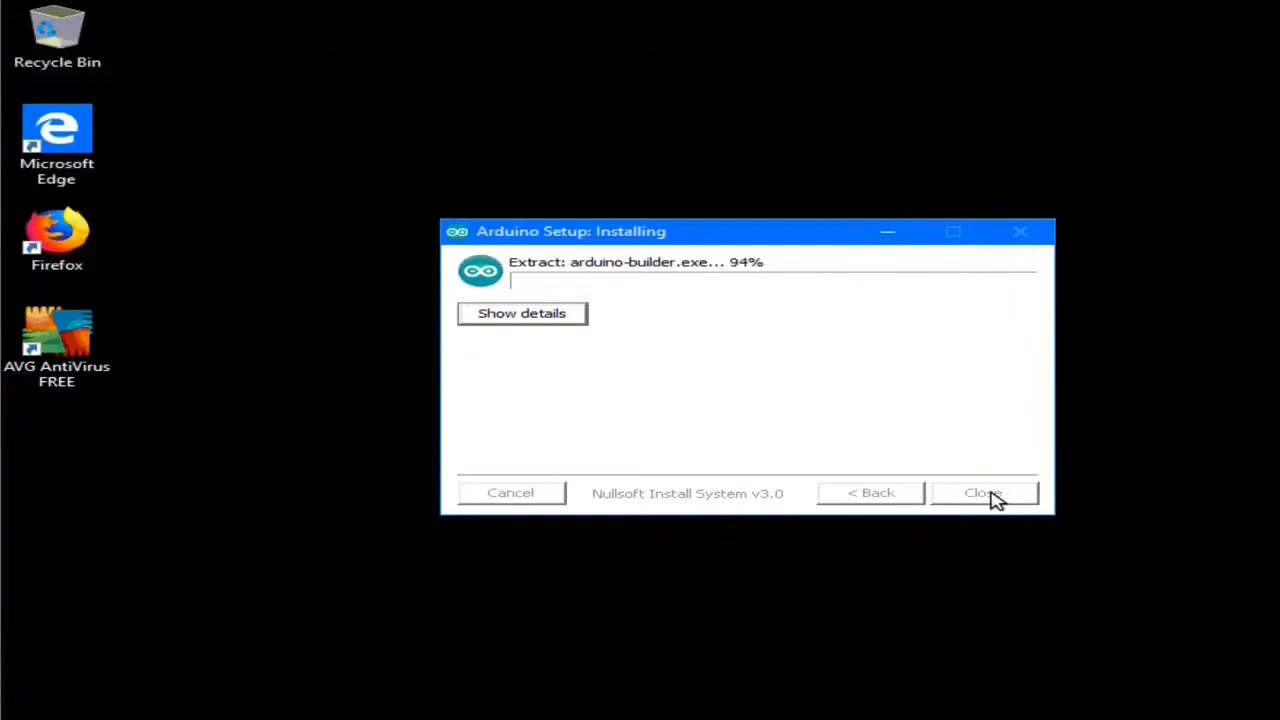 Recycle Bin
Microsoft
Edge
Firefox
AVG AntiVirus
FREE
Arduino Setup: Installing
Extract: arduino-builder.exe... 94%
Show details
Cancel
Nullsoft Install System v3.0
< Back
Close